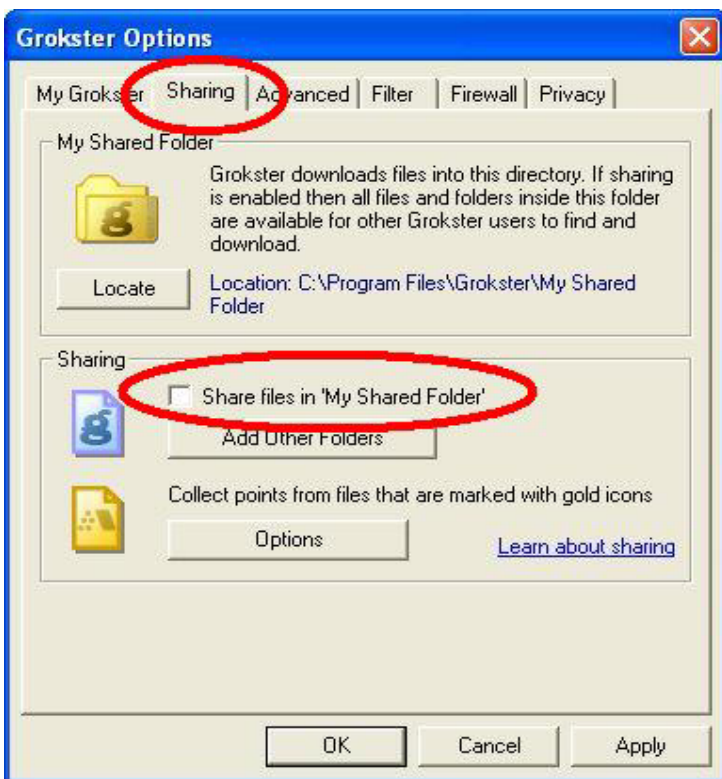 Grokster Options
My Grokster Sharing Advanced Filter Firewall Privacy
My Shared Folder
Grokster downloads files into this directory. If sharing
is enabled then all files and folders inside this folder
are available for other Grokster users to find and
download.
Locate
Location: C:\Program Files\Grokster\My Shared
Folder
Sharing
Share files in 'My Shared Folder'
Add Other Folders
Collect points from files that are marked with gold icons
Options
Learn about sharing
OK Cancel Apply